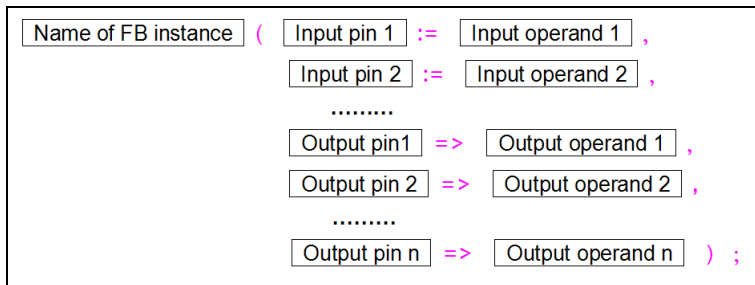 Name of FB instance ( Input pin 1 := Input operand 1 ,
Input pin 2 := Input operand 2 ,
.........
Output pin1 => Output operand 1 ,
Output pin 2 => Output operand 2 ,
.........
Output pin n => Output operand n ) ;